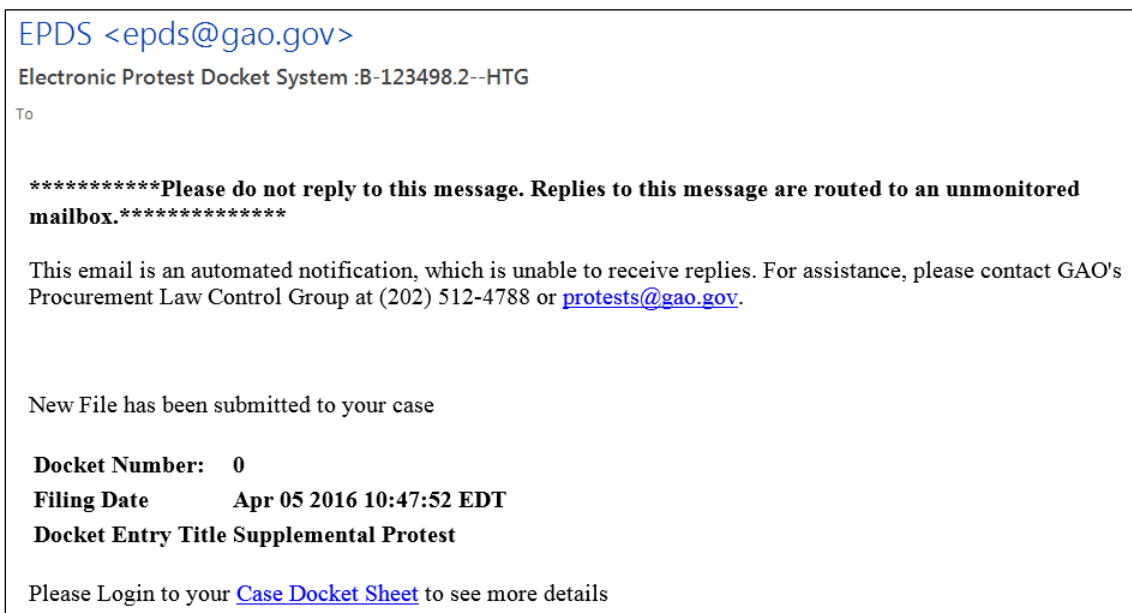 EPDS <epds@gao.gov>
Electronic Protest Docket System :B-123498.2--HTG
To
***********Please do not reply to this message. Replies to this message are routed to an unmonitored
mailbox.**************
This email is an automated notification, which is unable to receive replies. For assistance, please contact GAO's
Procurement Law Control Group at (202) 512-4788 or protests@gao.gov.
New File has been submitted to your case
Docket Number: 0
Filing Date Apr 05 2016 10:47:52 EDT
Docket Entry Title Supplemental Protest
Please Login to your Case Docket Sheet to see more details